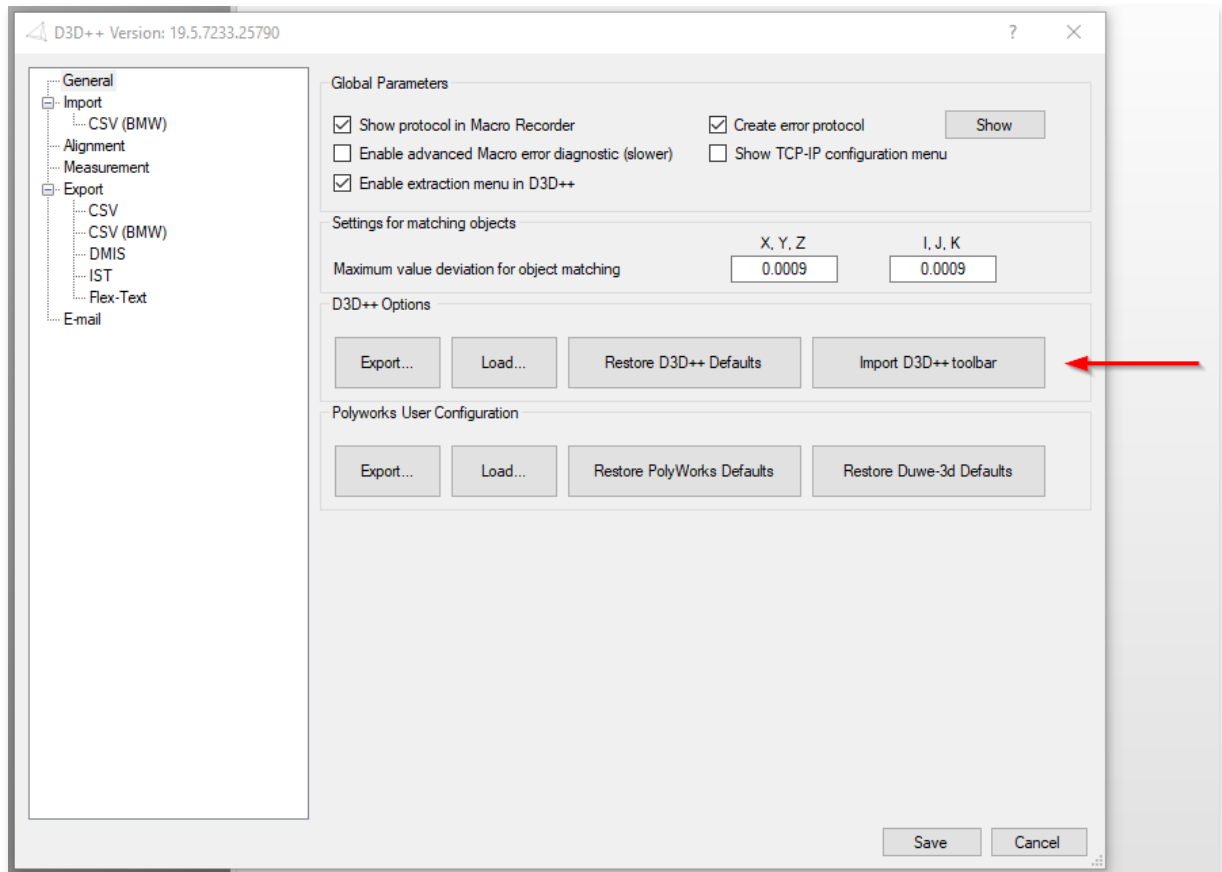 D3D++ Version: 19.5.7233.25790
?
General
Import
CSV (BMW)
Alignment
Measurement
Export
CSV
CSV (BMW)
DMIS
IST
Flex-Text
E-mail
Global Parameters
Show protocol in Macro Recorder
Create error protocol
Show
Enable advanced Macro error diagnostic (slower)
Show TCP-IP configuration menu
Enable extraction menu in D3D++
Settings for matching objects
X, Y, Z
I, J, K
Maximum value deviation for object matching
0.0009
0.0009
D3D++ Options
Export...
Load...
Restore D3D++ Defaults
Import D3D++ toolbar
Polyworks User Configuration
Export...
Load...
Restore PolyWorks Defaults
Restore Duwe-3d Defaults
Save
Cancel